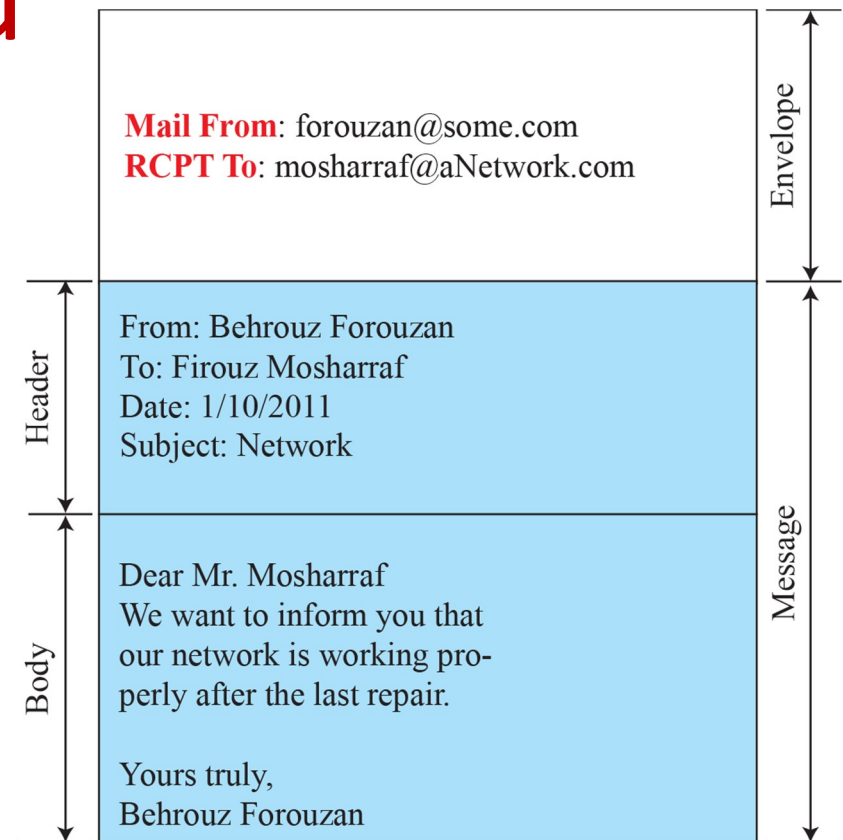 Mail From: forouzan@some.com
RCPT To: mosharraf@aNetwork.com
Envelope
From: Behrouz Forouzan
To: Firouz Mosharraf
Date: 1/10/2011
Subject: Network
Header
Dear Mr. Mosharraf
We want to inform you that
our network is working pro-
perly after the last repair.
Yours truly,
Behrouz Forouzan
Body
Message